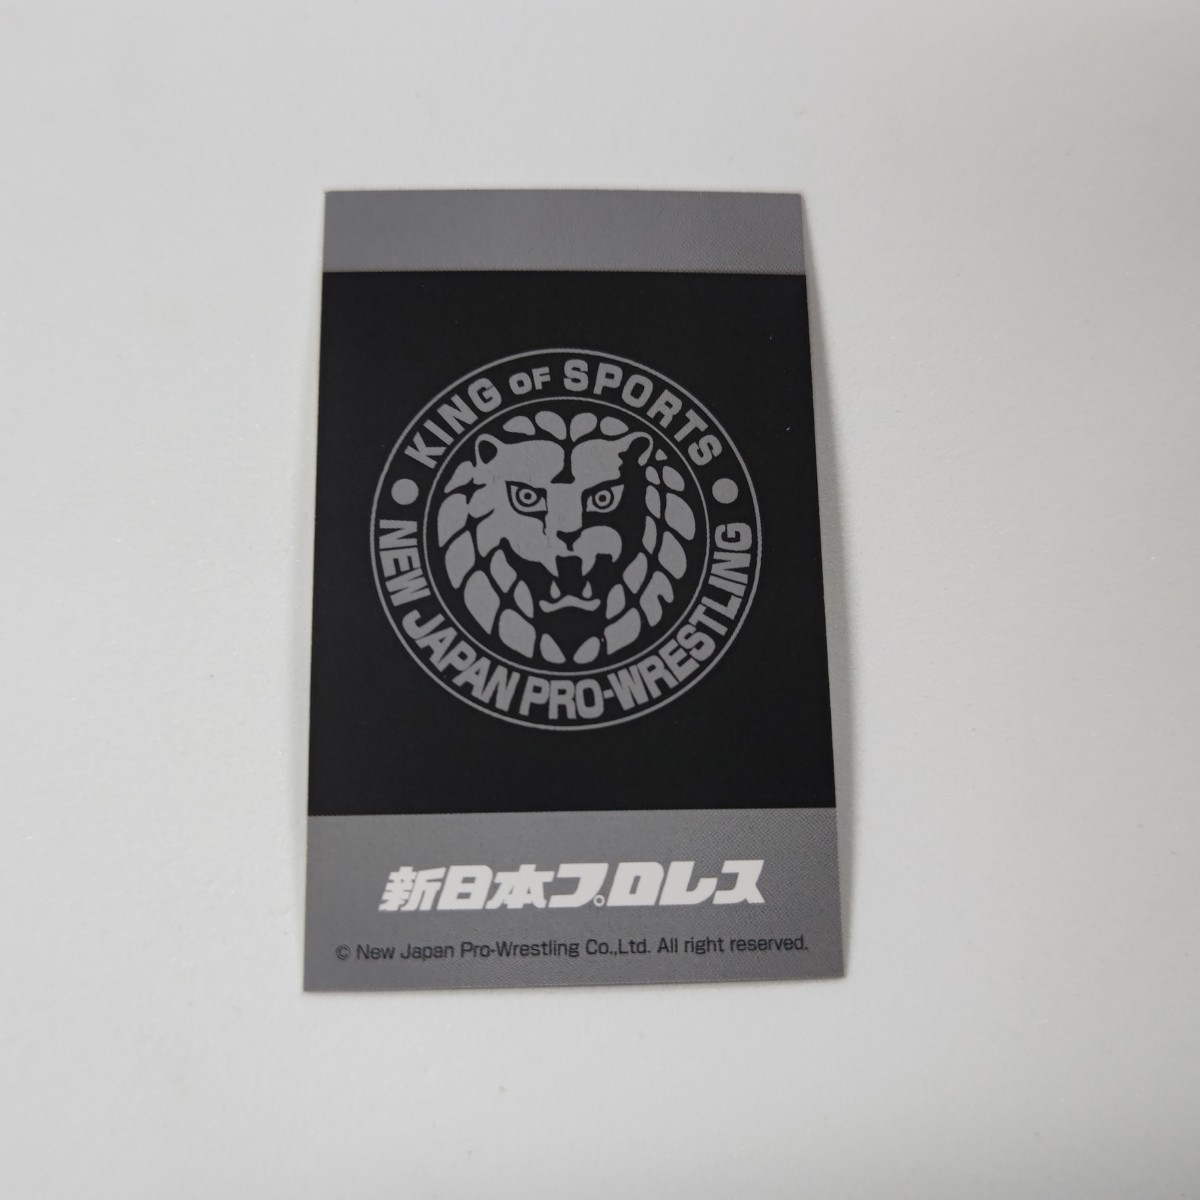 KING OF SPORTS
NEW JAPAN PRO-WRESTLING
新日本プロレス
© New Japan Pro-Wrestling Co.,Ltd. All right reserved.